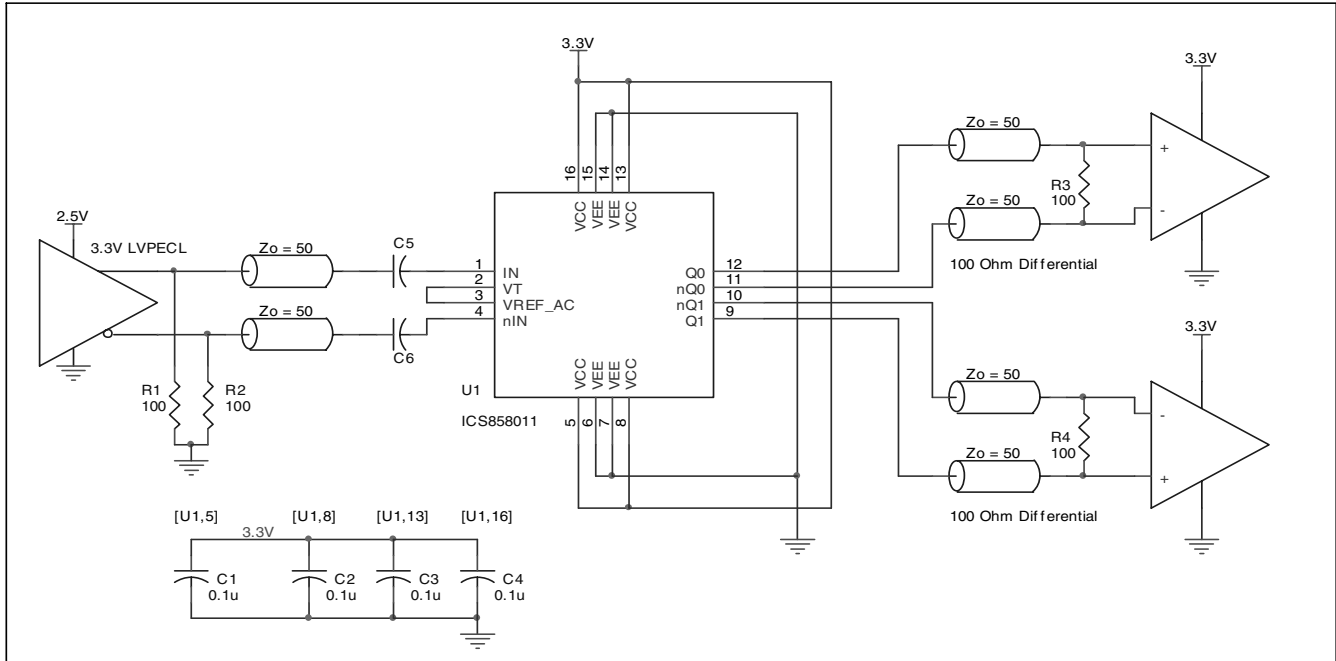 3.3V
3.3V
Zo = 50
16
15
14
13
VCC
VEE
VEE
VCC
R3
100
+
-
Zo = 50
2.5V
3.3V LVPECL
Zo = 50
C5
1
IN
2
VT
3
VREF_AC
4
nIN
Q0
12
nQ0
11
nQ1
10
Q1
9
100 Ohm Differential
Zo = 50
C6
3.3V
VCC
VEE
VEE
VCC
R1
100
R2
100
U1
ICS858011
5
6
7
8
Zo = 50
R4
100
-
+
Zo = 50
100 Ohm Differential
[U1,5]
[U1,8]
[U1,13]
[U1,16]
3.3V
C1
0.1u
C2
0.1u
C3
0.1u
C4
0.1u